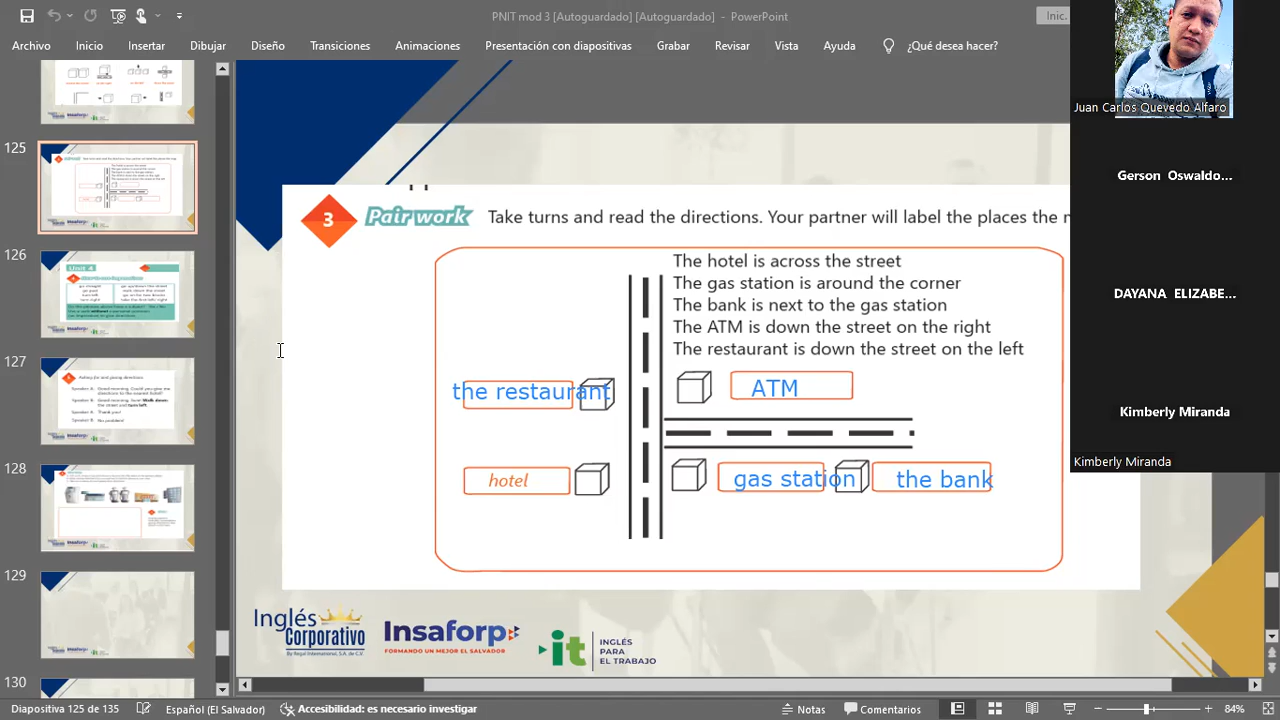 PNIT mod 3 [Autoguardado] [Autoguardado] - PowerPoint
Inic.
Archivo Inicio Insertar Dibujar Diseño Transiciones Animaciones Presentación con diapositivas Grabar Revisar Vista Ayuda ¿Qué desea hacer?
125
126
127
128
129
130
Unit 4
3 Pair work Take turns and read the directions. Your partner will label the places the
The hotel is across the street
The gas station is around the corner
The bank is next to the gas station
The ATM is down the street on the right
The restaurant is down the street on the left
the restaurant
ATM
hotel
gas station
the bank
Inglés
Corporativo
By Regal International, S.A. de C.V.
Insaforp
FORMANDO UN MEJOR EL SALVADOR
it
INGLÉS
PARA
EL TRABAJO
Juan Carlos Quevedo Alfaro
Gerson Oswaldo...
DAYANA ELIZABE...
Kimberly Miranda
Kimberly Miranda
Diapositiva 125 de 135 Español (El Salvador) Accesibilidad: es necesario investigar Notas Comentarios 84%